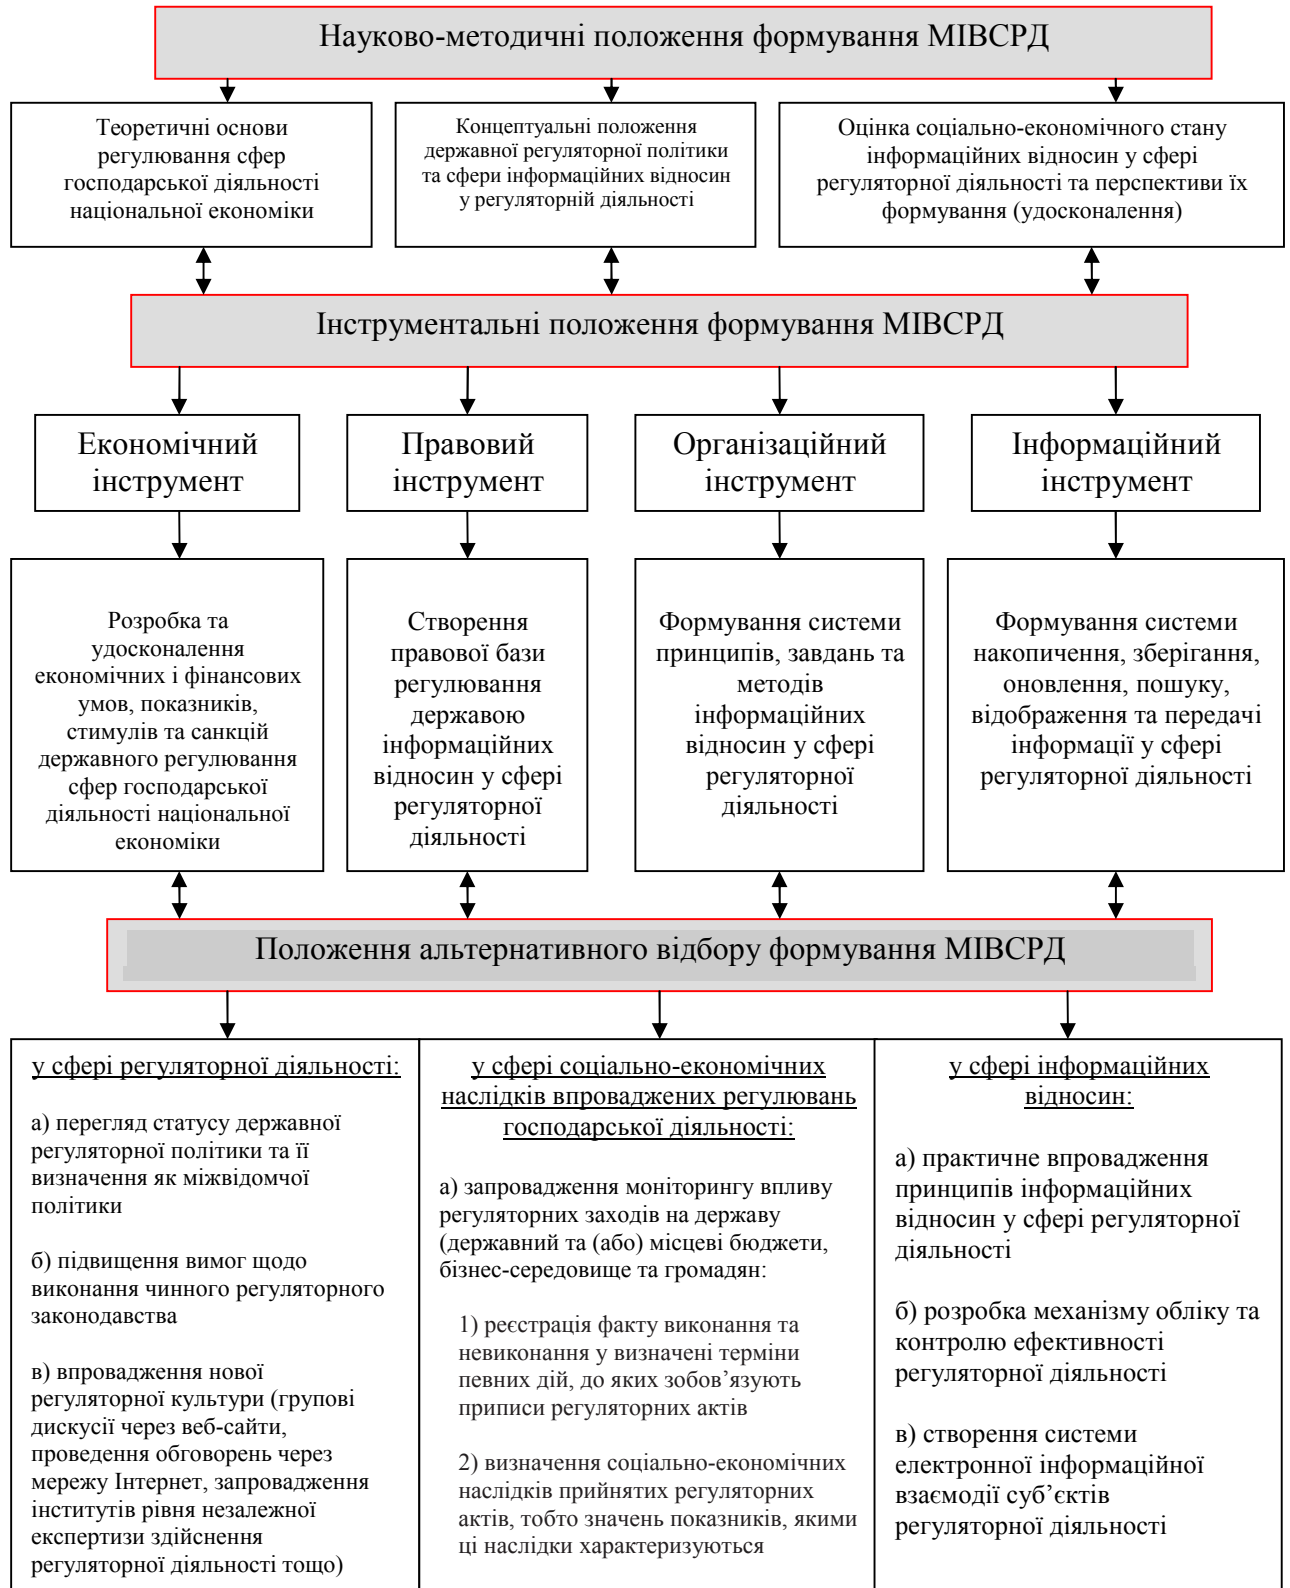 Науково-методичні положення формування МІВСРД
Теоретичні основи
регулювання сфер
господарської діяльності
національної економіки
Концептуальні положення
державної регуляторної політики
та сфери інформаційних відносин
у регуляторній діяльності
Оцінка соціально-економічного стану
інформаційних відносин у сфері
регуляторної діяльності та перспективи їх
формування (удосконалення)
Інструментальні положення формування МІВСРД
Економічний
інструмент
Правовий
інструмент
Організаційний
інструмент
Інформаційний
інструмент
Розробка та
удосконалення
економічних і фінансових
умов, показників,
стимулів та санкцій
державного регулювання
сфер господарської
діяльності національної
економіки
Створення
правової бази
регулювання
державою
інформаційних
відносин у сфері
регуляторної
діяльності
Формування системи
принципів, завдань та
методів
інформаційних
відносин у сфері
регуляторної
діяльності
Формування системи
накопичення, зберігання,
оновлення, пошуку,
відображення та передачі
інформації у сфері
регуляторної діяльності
Положення альтернативного відбору формування МІВСРД
у сфері регуляторної діяльності:
а) перегляд статусу державної
регуляторної політики та її
визначення як міжвідомчої
політики
б) підвищення вимог щодо
виконання чинного регуляторного
законодавства
в) впровадження нової
регуляторної культури (групові
дискусії через веб-сайти,
проведення обговорень через
мережу Інтернет, запровадження
інститутів рівня незалежної
експертизи здійснення
регуляторної діяльності тощо)
у сфері соціально-економічних
наслідків впроваджених регулювань
господарської діяльності:
а) запровадження моніторингу впливу
регуляторних заходів на державу
(державний та (або) місцеві бюджети,
бізнес-середовище та громадян:
1) реєстрація факту виконання та
невиконання у визначені терміни
певних дій, до яких зобов’язують
приписи регуляторних актів
2) визначення соціально-економічних
наслідків прийнятих регуляторних
актів, тобто значень показників, якими
ці наслідки характеризуються
у сфері інформаційних
відносин:
а) практичне впровадження
принципів інформаційних
відносин у сфері регуляторної
діяльності
б) розробка механізму обліку та
контролю ефективності
регуляторної діяльності
в) створення системи
електронної інформаційної
взаємодії суб’єктів
регуляторної діяльності